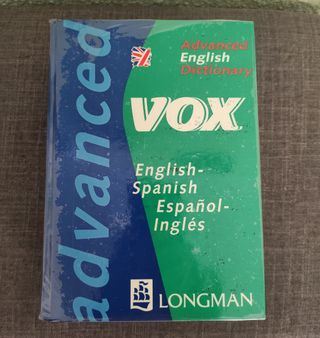 advanced
Advanced
English
Dictionary
VOX
English-
Spanish
Español-
Inglés
LONGMAN